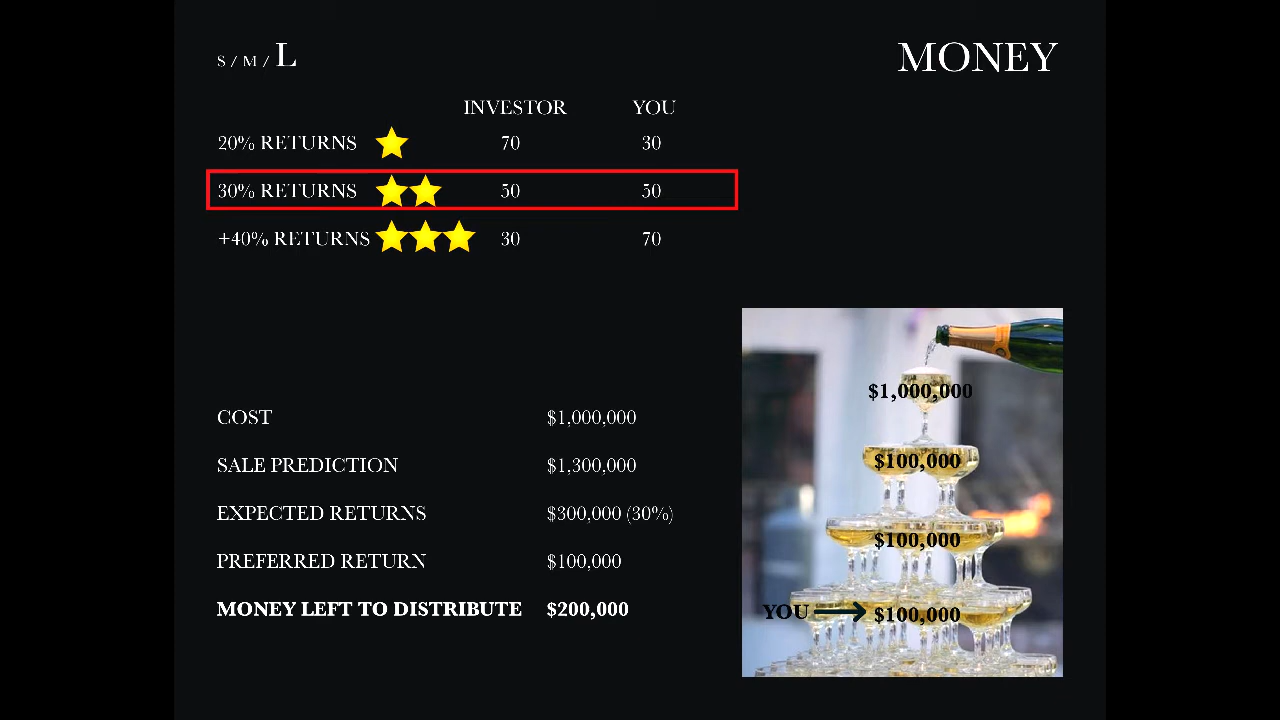 S / M / L
MONEY
INVESTOR YOU
20% RETURNS 70 30
30% RETURNS 50 50
+40% RETURNS 30 70
COST $1,000,000
SALE PREDICTION $1,300,000
EXPECTED RETURNS $300,000 (30%)
PREFERRED RETURN $100,000
MONEY LEFT TO DISTRIBUTE $200,000
$1,000,000
$100,000
$100,000
YOU $100,000